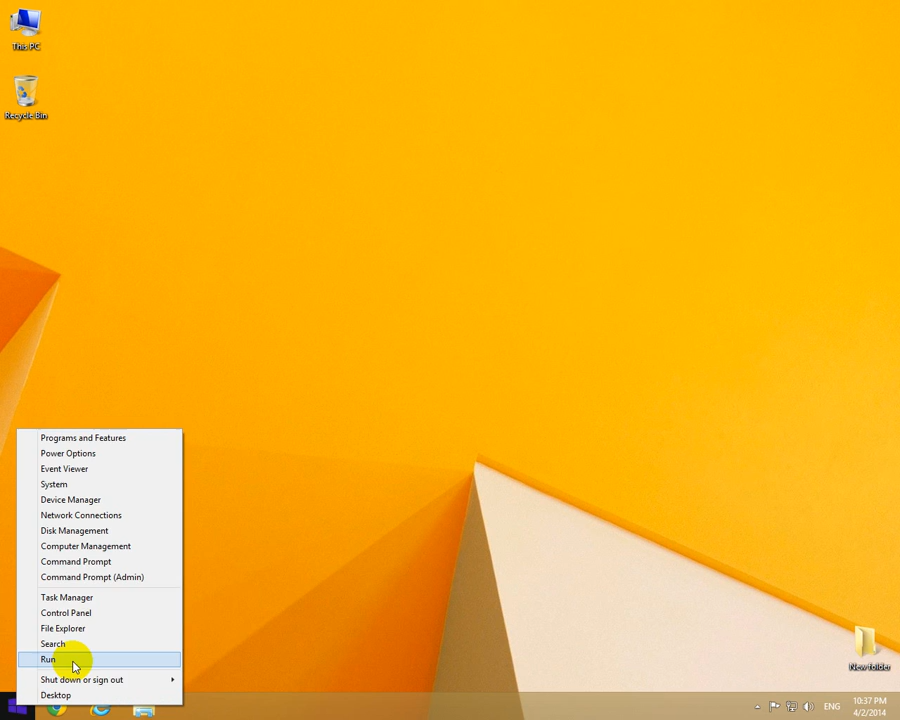 This PC
Recycle Bin
Programs and Features
Power Options
Event Viewer
System
Device Manager
Network Connections
Disk Management
Computer Management
Command Prompt
Command Prompt (Admin)
Task Manager
Control Panel
File Explorer
Search
Run
Shut down or sign out
Desktop
New folder
ENG
10:37 PM
4/2/2014